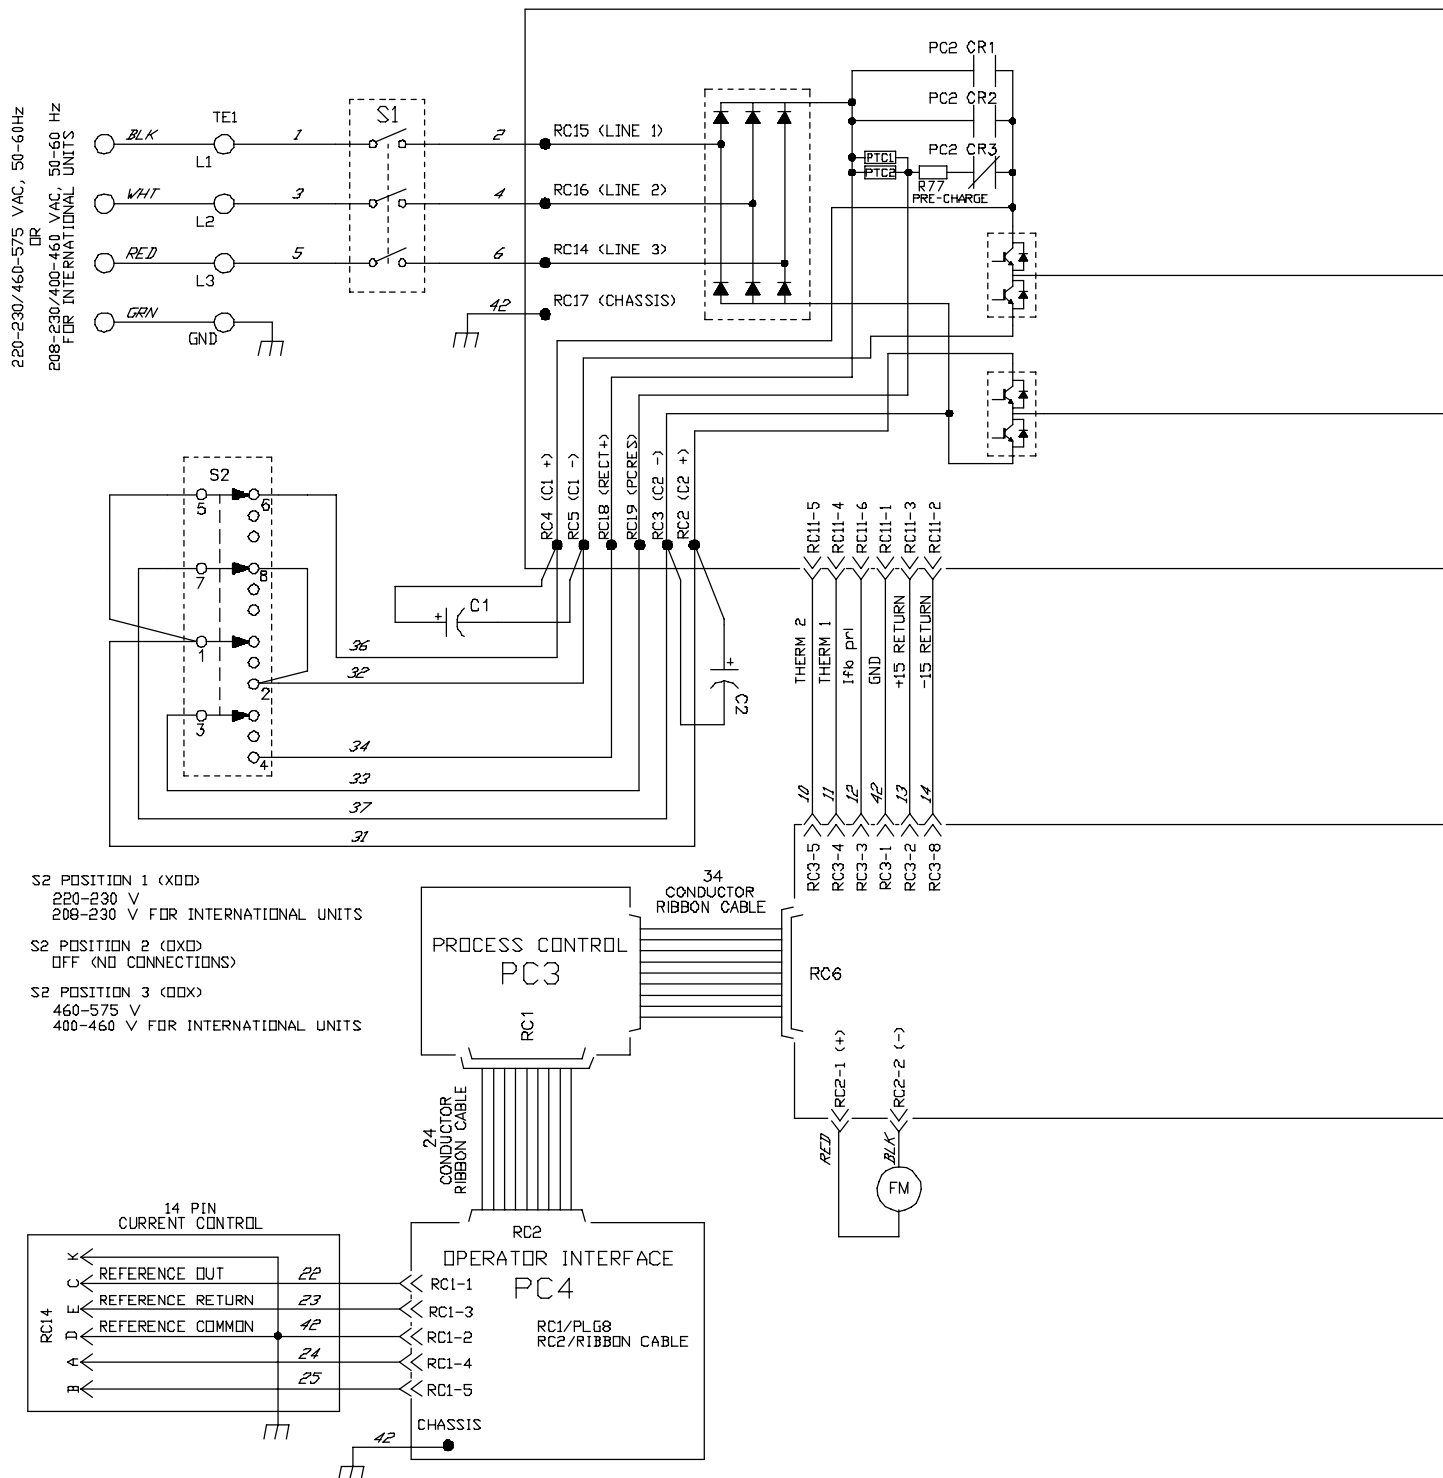 220-230/460-575 VAC, 50-60Hz
OR
208-230/400-460 VAC, 50-60 Hz
FOR INTERNATIONAL UNITS
BLK
TE1
L1
1
S1
2
RC15 (LINE 1)
WHT
L2
3
4
RC16 (LINE 2)
RED
L3
5
6
RC14 (LINE 3)
GRN
GND
42
RC17 (CHASSIS)
PC2 CR1
PC2 CR2
PC2 CR3
PTC1
PTC2
R77
PRE-CHARGE
S2
5
6
7
8
1
2
3
4
RC4 (C1 +)
RC5 (C1 -)
RC18 (RECT+)
RC19 (PCRES)
RC3 (C2 -)
RC2 (C2 +)
+
C1
+
C2
36
32
34
33
37
31
RC11-5
RC11-4
RC11-6
RC11-1
RC11-3
RC11-2
THERM 2
THERM 1
Ifb pri
GND
+15 RETURN
-15 RETURN
10
11
12
42
13
14
RC3-5
RC3-4
RC3-3
RC3-1
RC3-2
RC3-8
S2 POSITION 1 (XOO)
220-230 V
208-230 V FOR INTERNATIONAL UNITS
S2 POSITION 2 (OXO)
OFF (NO CONNECTIONS)
S2 POSITION 3 (OOX)
460-575 V
400-460 V FOR INTERNATIONAL UNITS
34
CONDUCTOR
RIBBON CABLE
PROCESS CONTROL
PC3
RC1
RC6
24
CONDUCTOR
RIBBON CABLE
RC2-1 (+)
RC2-2 (-)
RED
BLK
FM
14 PIN
CURRENT CONTROL
RC14
K
C
REFERENCE OUT
22
RC1-1
E
REFERENCE RETURN
23
RC1-3
D
REFERENCE COMMON
42
RC1-2
A
24
RC1-4
B
25
RC1-5
RC2
OPERATOR INTERFACE
PC4
RC1/PLG8
RC2/RIBBON CABLE
CHASSIS
42